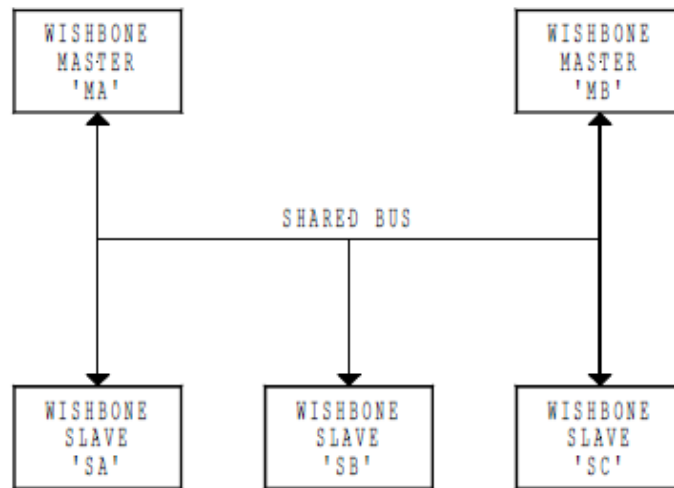 WISHBONE
MASTER
'MA'
WISHBONE
MASTER
'MB'
SHARED BUS
WISHBONE
SLAVE
'SA'
WISHBONE
SLAVE
'SB'
WISHBONE
SLAVE
'SC'